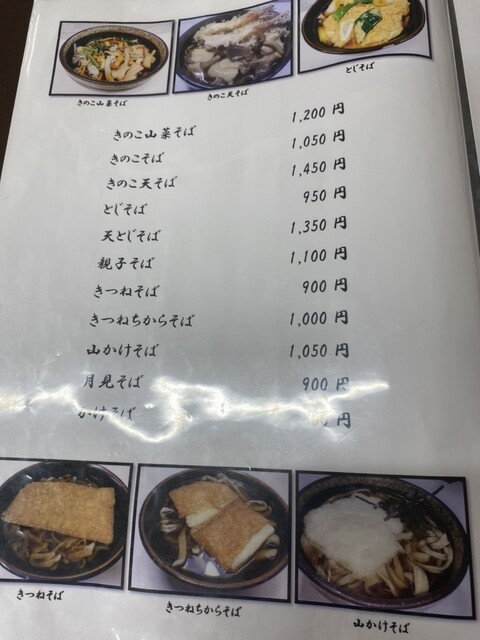 きのこ山菜そば
きのこ天そば
とじそば
きのこ山菜そば 1,200 円
きのこそば 1,050 円
きのこ天そば 1,450 円
とじそば 950 円
天とじそば 1,350 円
親子そば 1,100 円
きつねそば 900 円
きつねちからそば 1,000 円
山かけそば 1,050 円
月見そば 900 円
かけそば 円
きつねそば
きつねちからそば
山かけそば